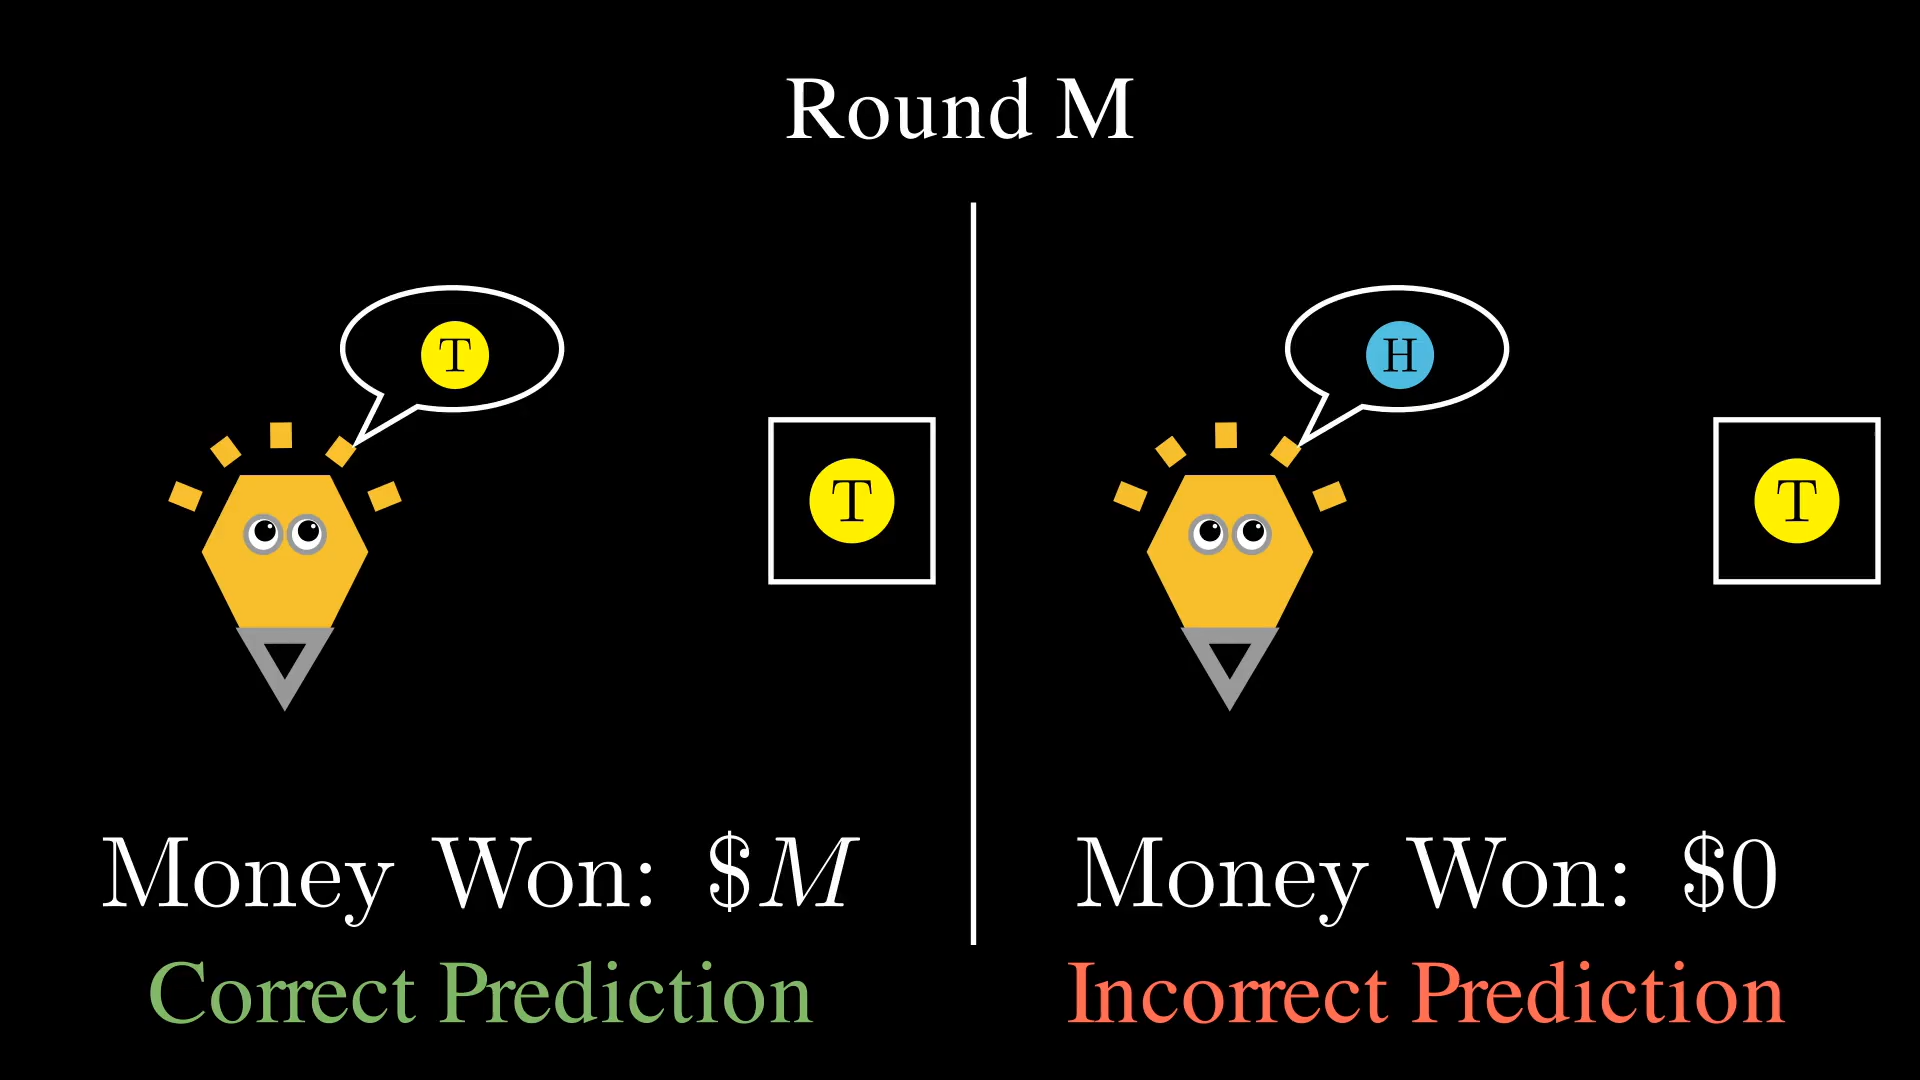 Round M
T
T
Money Won: $M
Correct Prediction
H
T
Money Won: $0
Incorrect Prediction